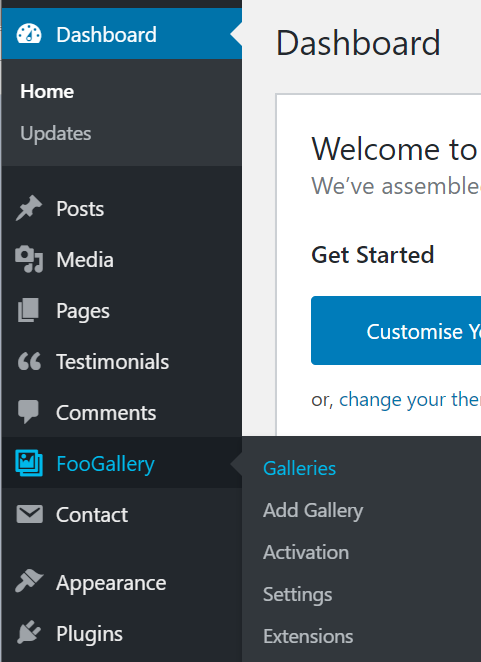 Dashboard
Home
Updates
Posts
Media
Pages
Testimonials
Comments
FooGallery
Contact
Appearance
Plugins
Dashboard
Welcome to
We've assemble
Get Started
Customise Y
or, change your the
Galleries
Add Gallery
Activation
Settings
Extensions